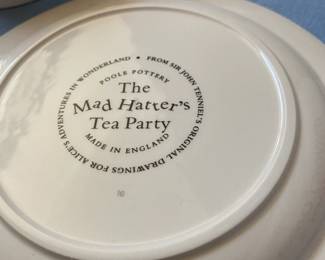 • FROM SIR JOHN TENNIEL'S ORIGINAL DRAWINGS FOR ALICE'S ADVENTURES IN WONDERLAND
POOLE POTTERY
The
Mad Hatter's
Tea Party
MADE IN ENGLAND